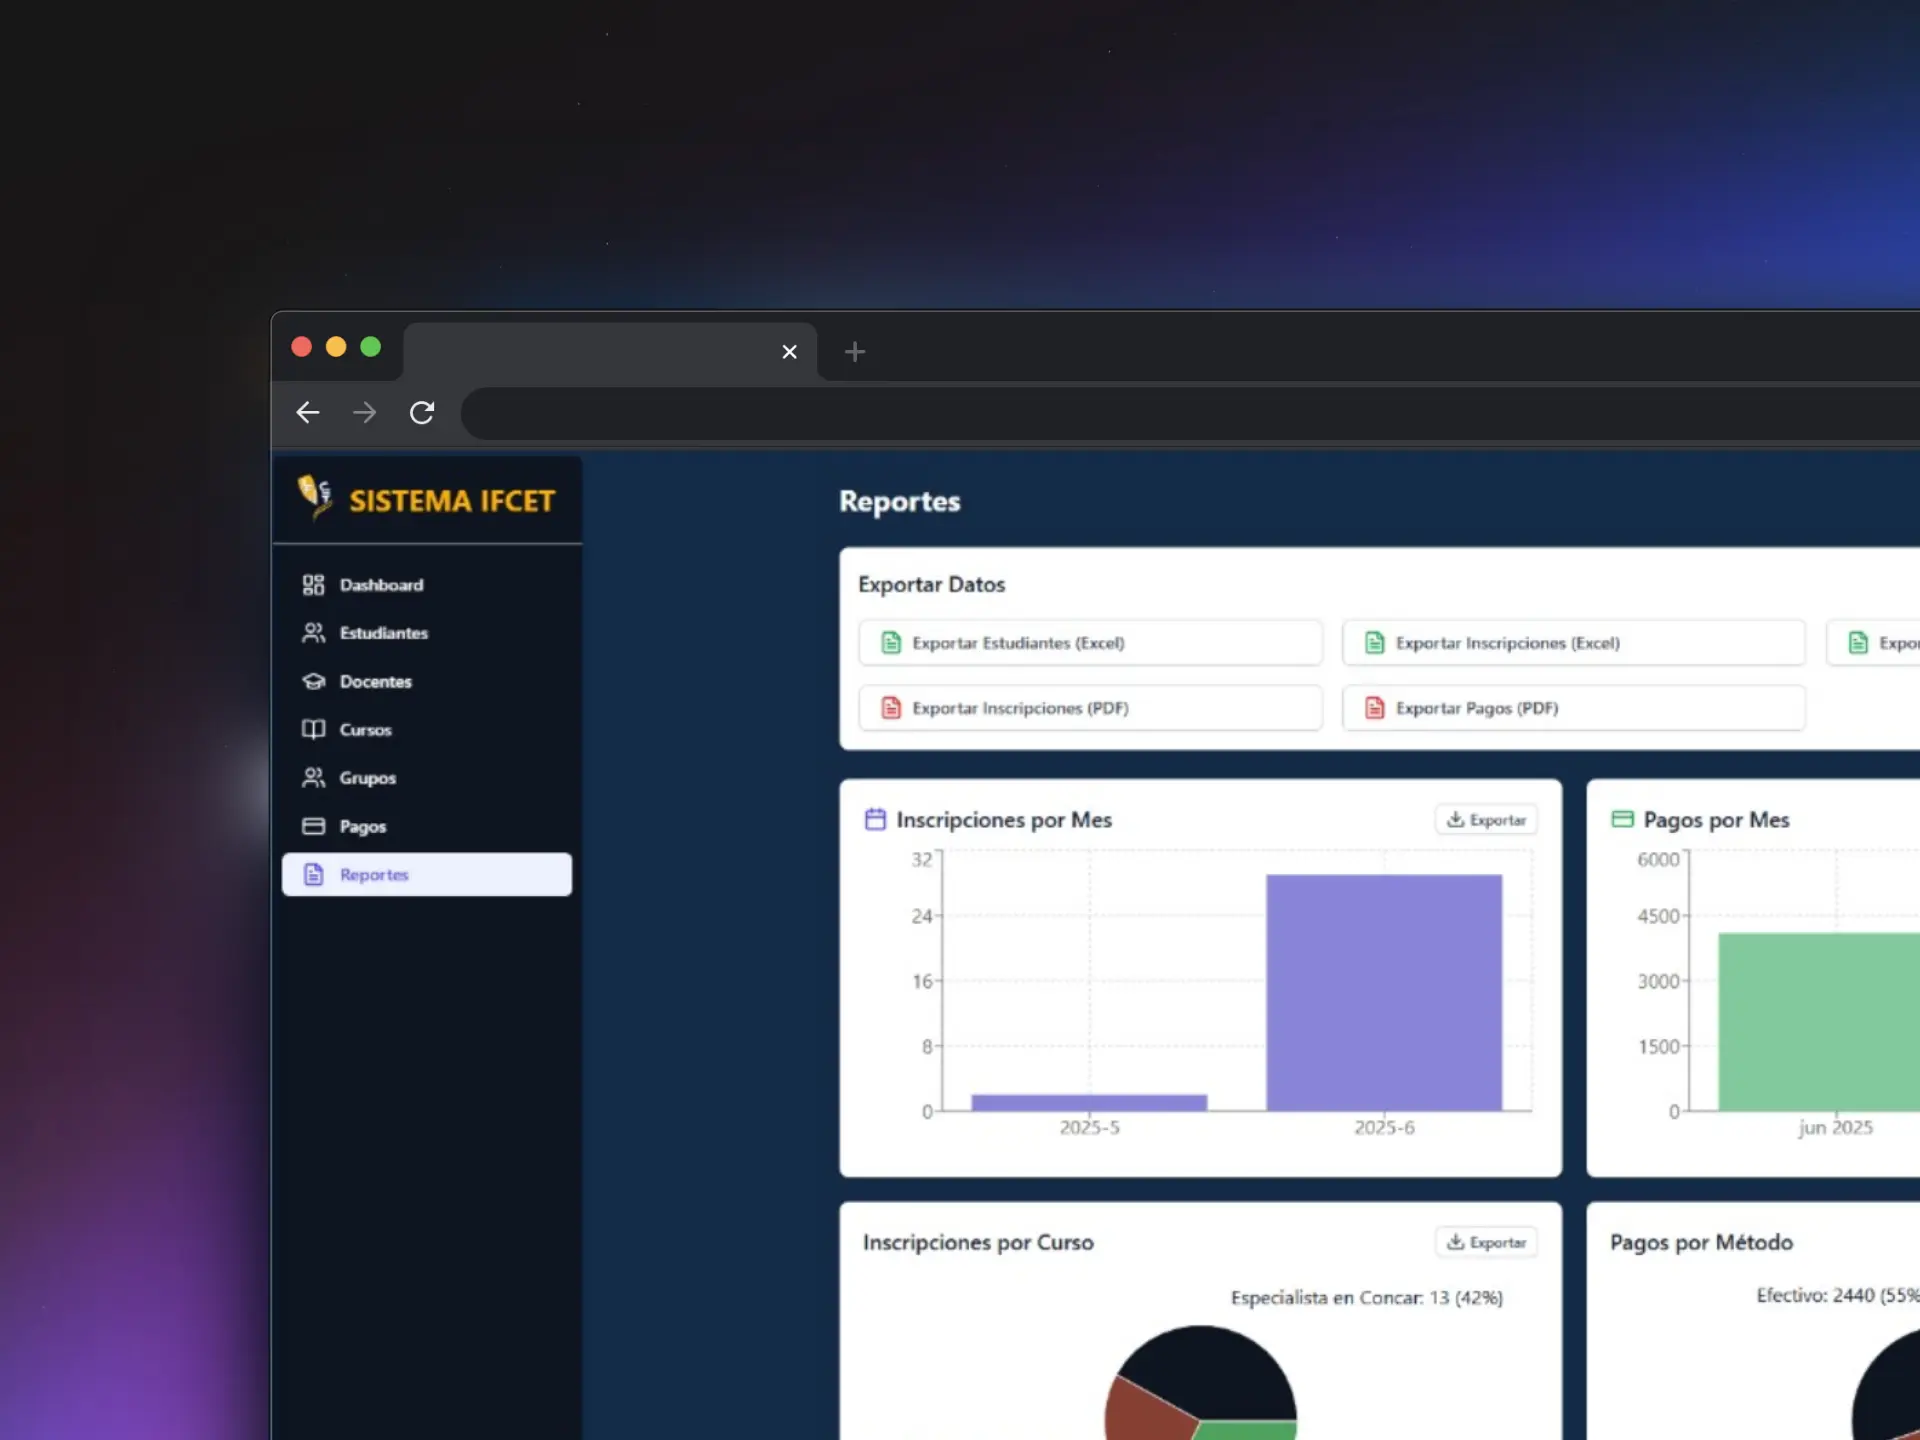 SISTEMA IFCET
Dashboard
Estudiantes
Docentes
Cursos
Grupos
Pagos
Reportes
Reportes
Exportar Datos
Exportar Estudiantes (Excel)
Exportar Inscripciones (Excel)
Expo
Exportar Inscripciones (PDF)
Exportar Pagos (PDF)
Inscripciones por Mes
Exportar
32
24
16
8
0
2025-5
2025-6
Pagos por Mes
6000
4500
3000
1500
0
jun 2025
Inscripciones por Curso
Exportar
Especialista en Concar: 13 (42%)
Pagos por Método
Efectivo: 2440 (55%